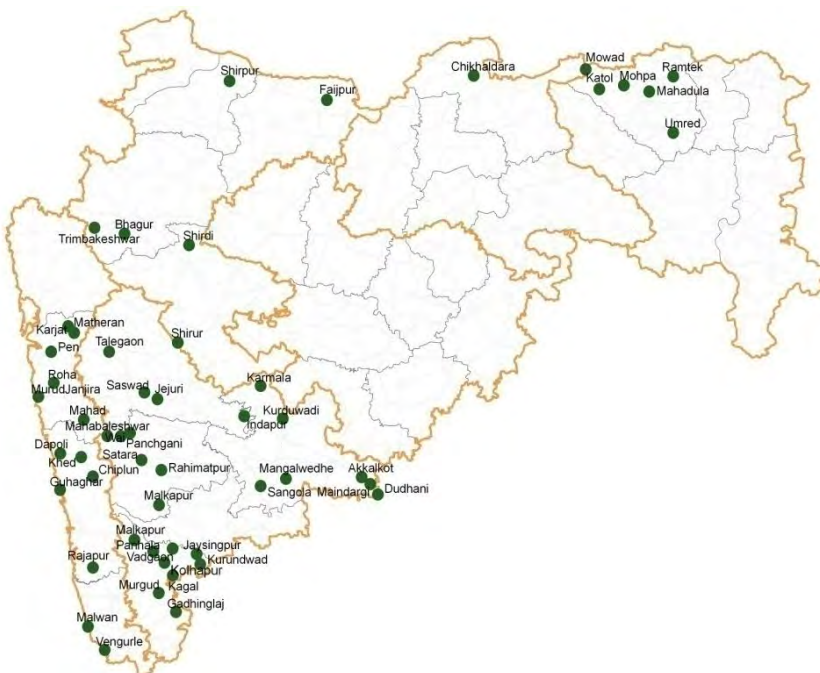 Shirpur
Faijpur
Chikhaldara
Mowad
Katol
Mohpa
Ramtek
Mahadula
Umred
Trimbakeshwar
Bhagur
Shirdi
Karjat
Matheran
Pen
Talegaon
Shirur
Roha
MurudJanjira
Saswad
Jejuri
Karmala
Mahad
Indapur
Kurduwadi
Mahabaleshwar
Wai
Panchgani
Dapoli
Khed
Satara
Chiplun
Rahimatpur
Guhaghar
Mangalwedhe
Sangola
Akkalkot
Maindargi
Dudhani
Malkapur
Malkapur
Panhala
Vadgaon
Jaysingpur
Kurundwad
Rajapur
Kolhapur
Murgud
Kagal
Gadhinglaj
Malwan
Vengurle